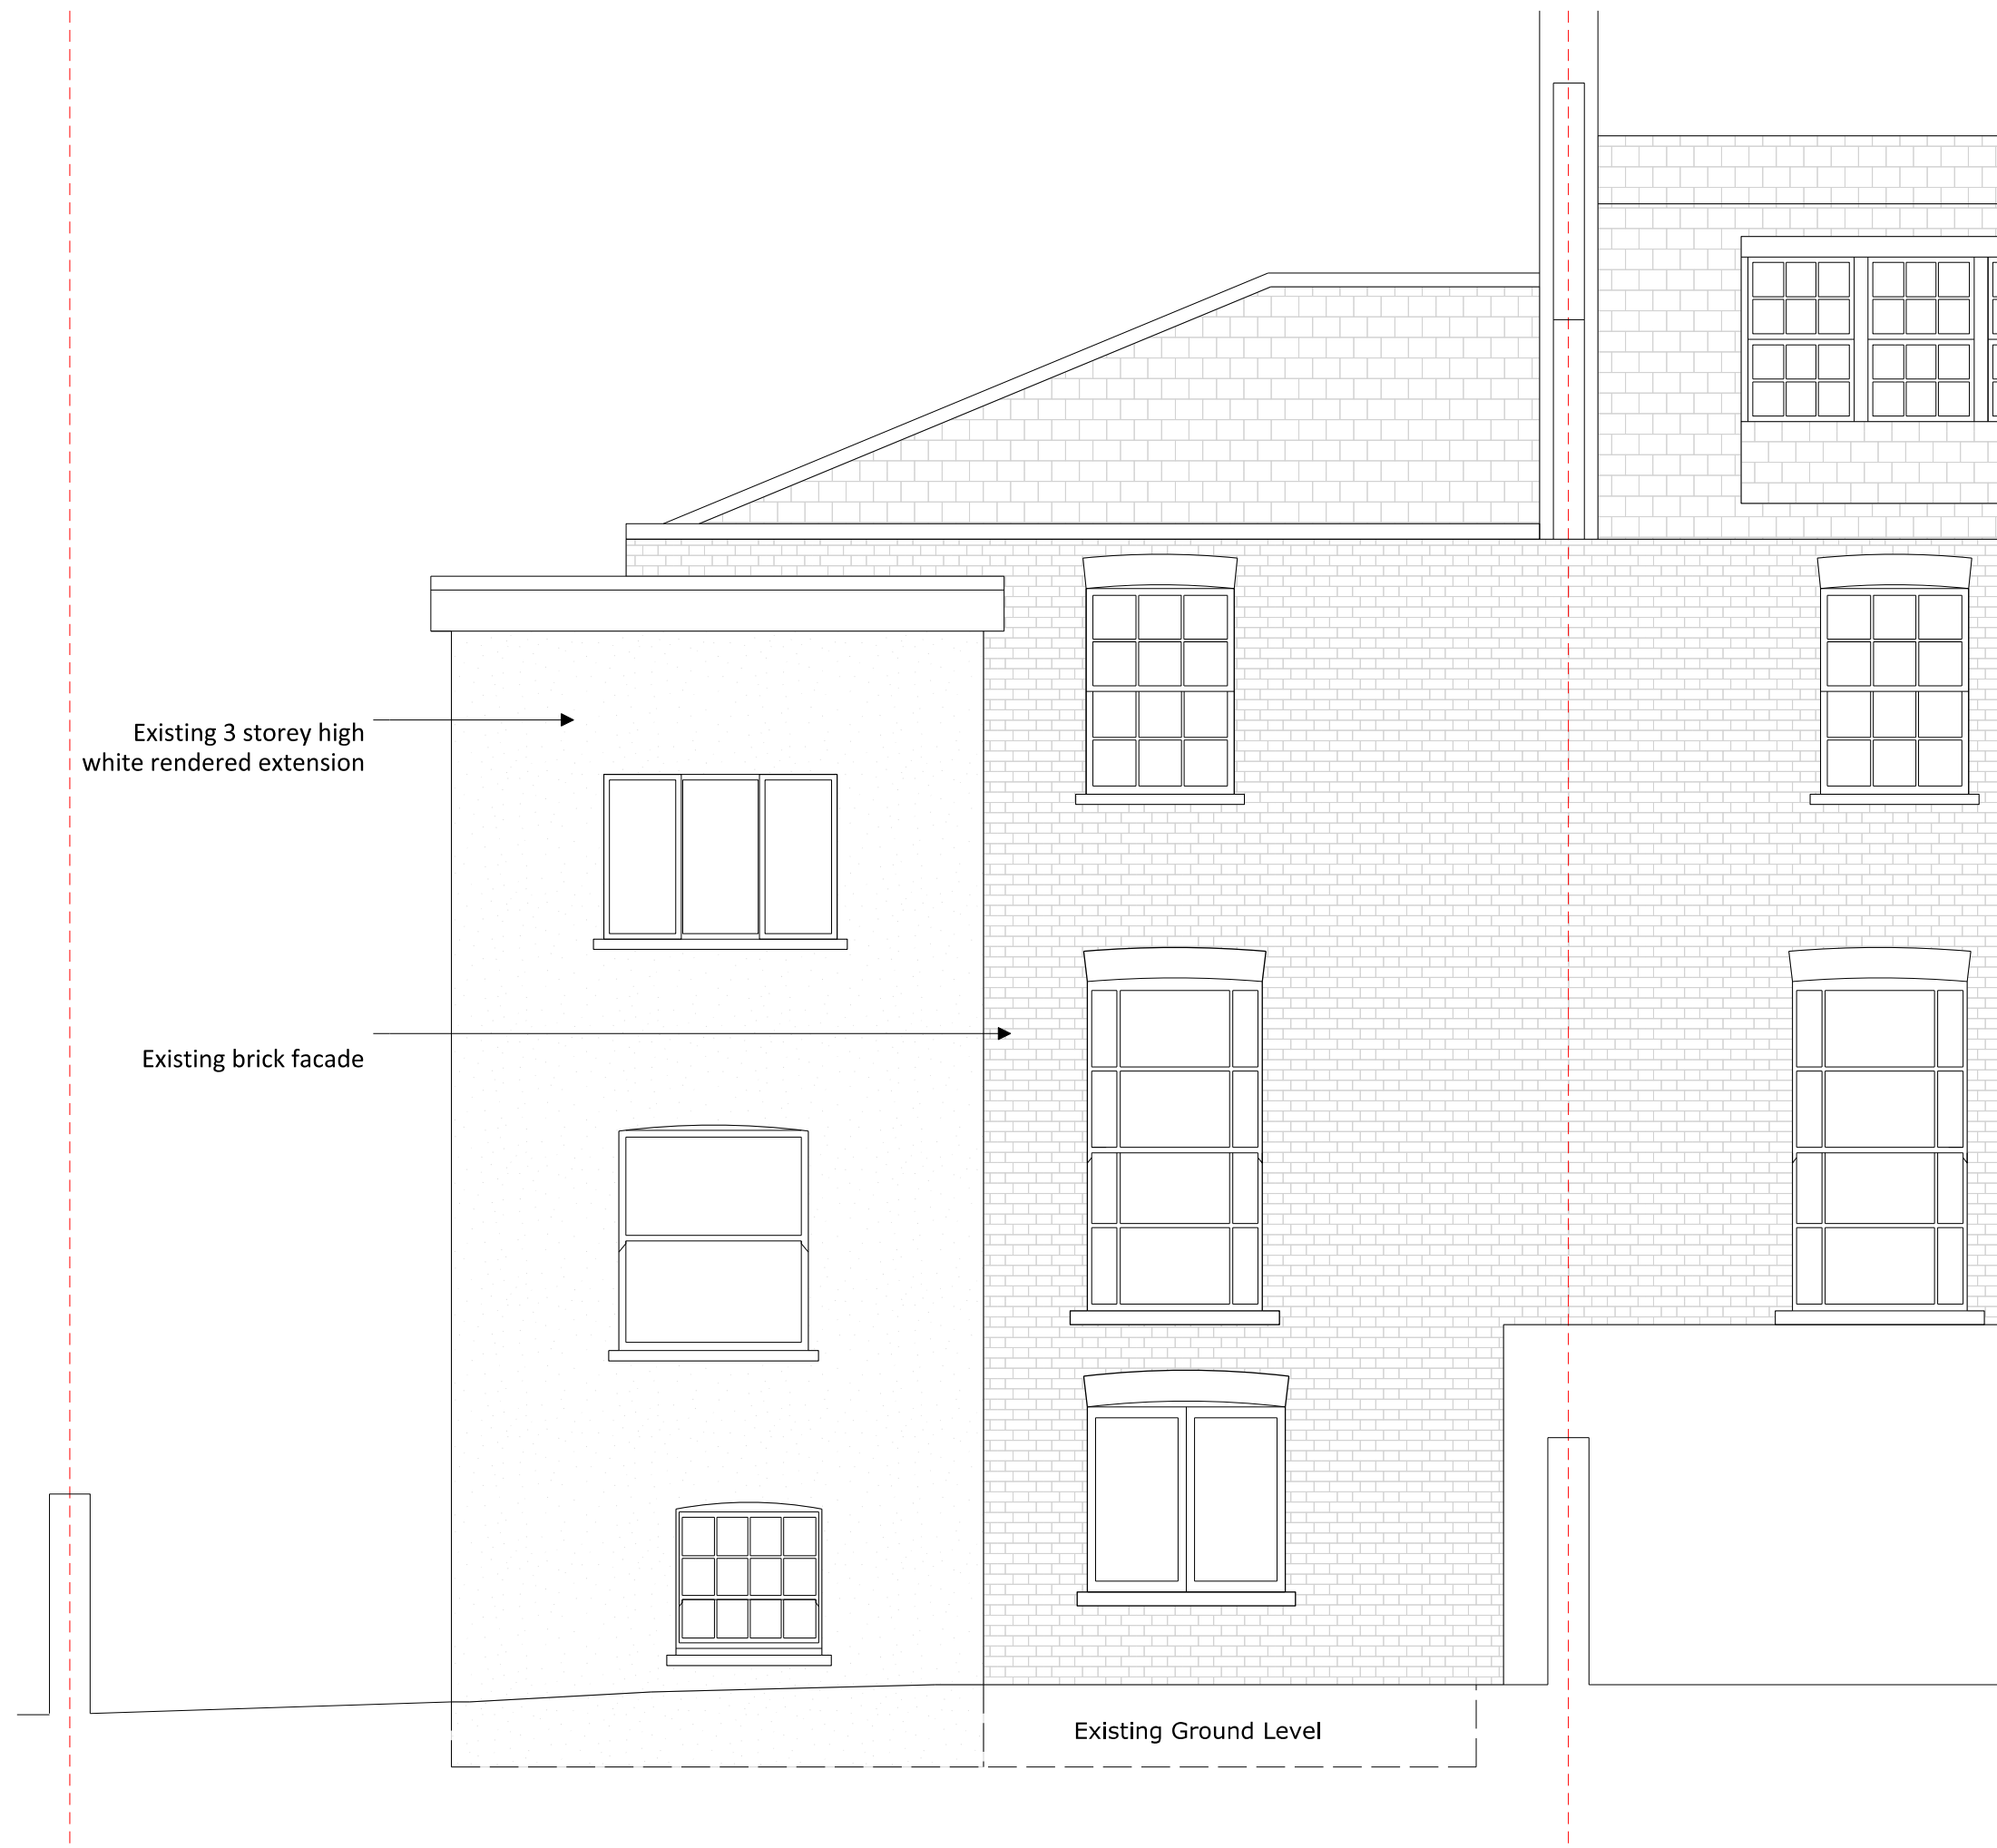 Existing 3 storey high
white rendered extension
Existing brick facade
Existing Ground Level